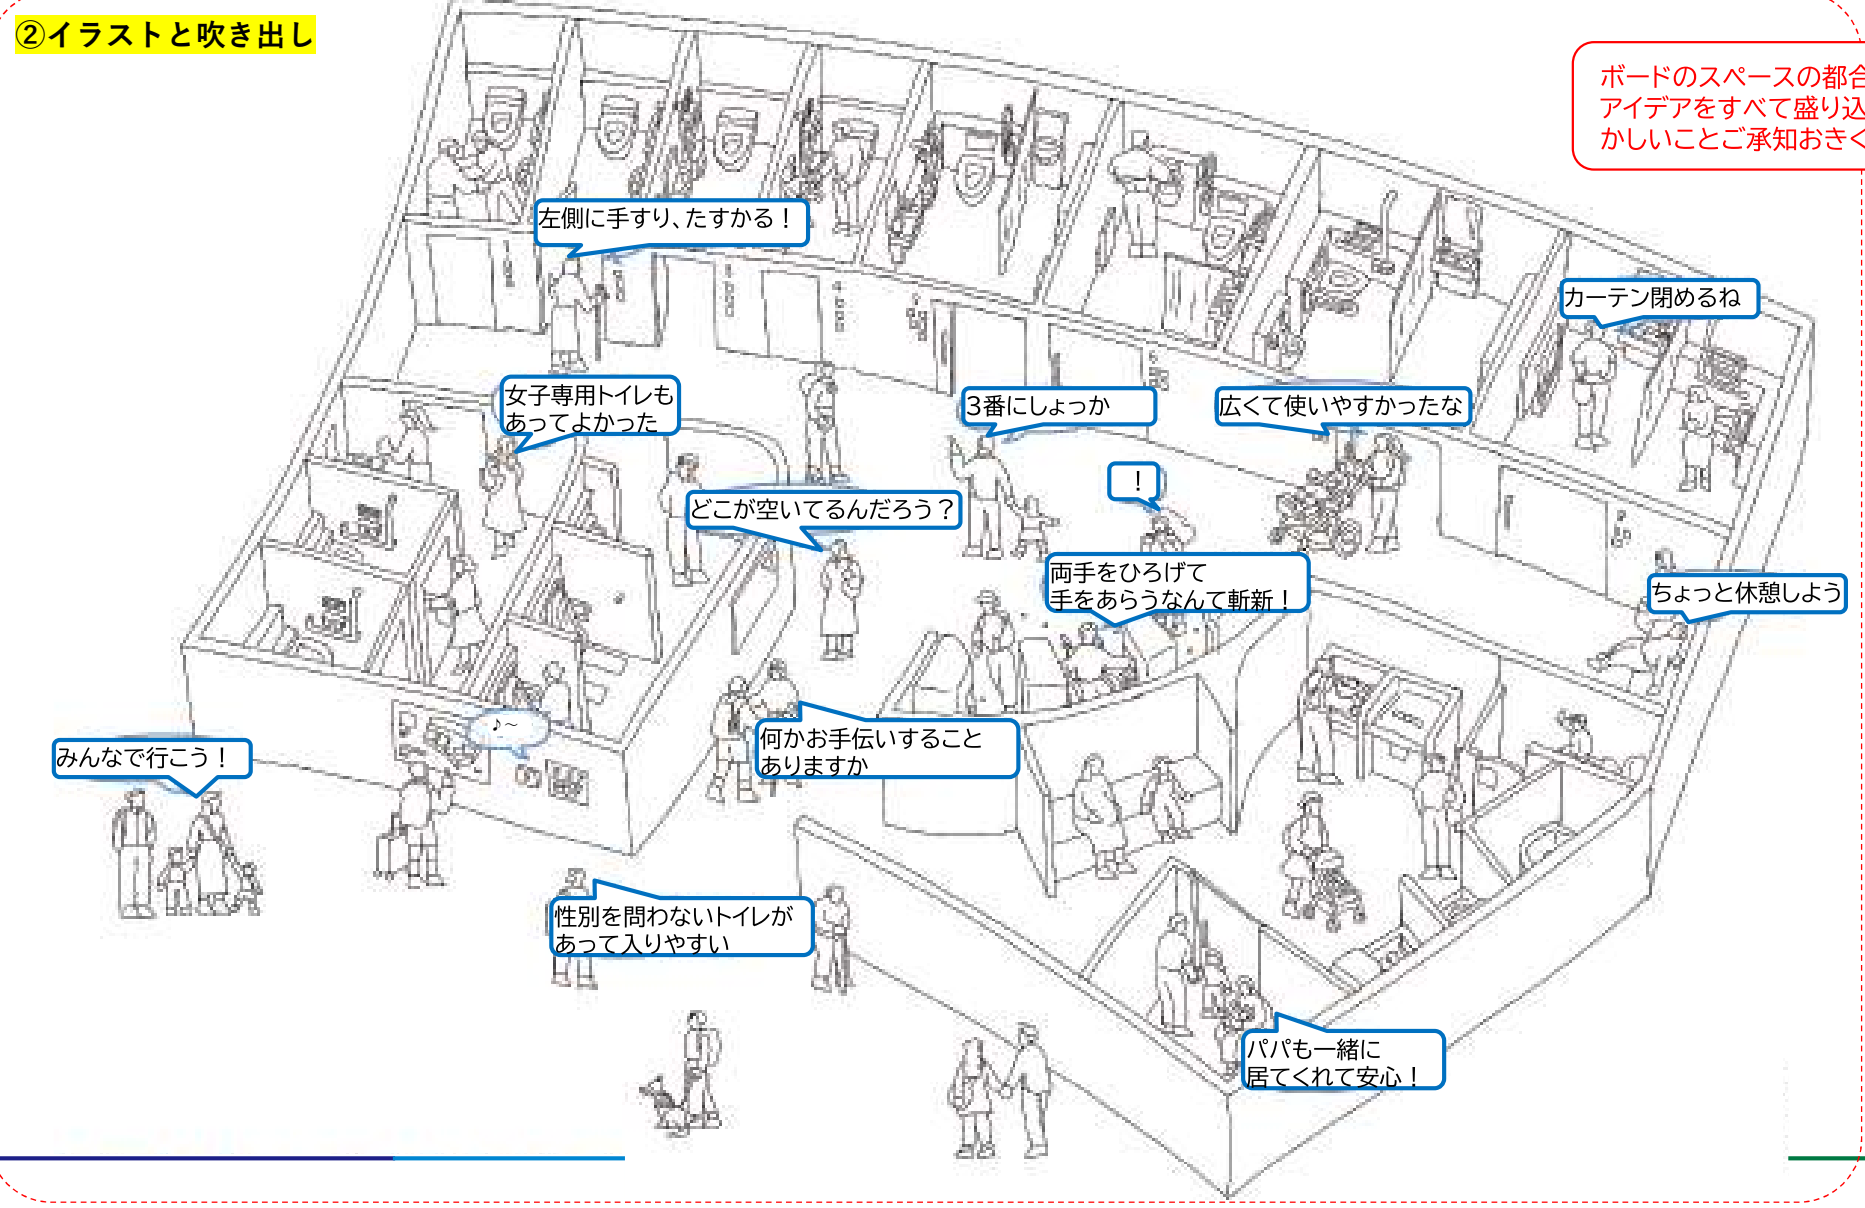 ②イラストと吹き出し
ボードのスペースの都合
アイデアをすべて盛り込
かしいことご承知おきく
左側に手すり、たすかる！
カーテン閉めるね
女子専用トイレも
あってよかった
3番にしょっか
広くて使いやすかったな
どこが空いてるんだろう？
！
両手をひろげて
手をあらうなんて斬新！
ちょっと休憩しよう
♪～
みんなで行こう！
何かお手伝いすること
ありますか
性別を問わないトイレが
あって入りやすい
パパも一緒に
居てくれて安心！